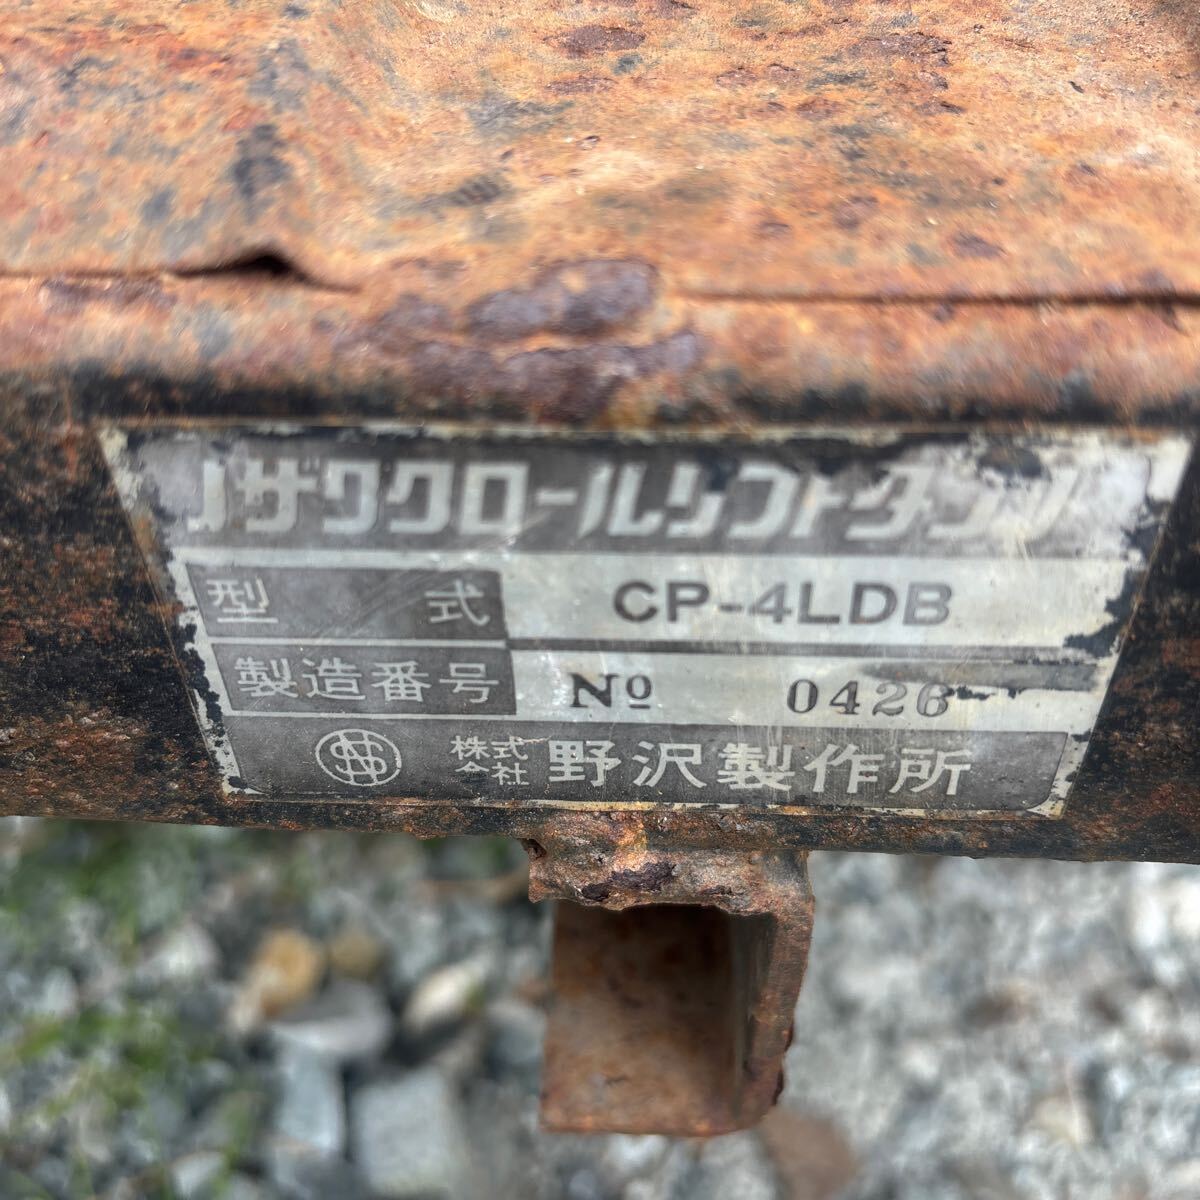 ノザワクロールリフトダンプ
型式 CP-4LDB
製造番号 No 0426
株式会社 野沢製作所